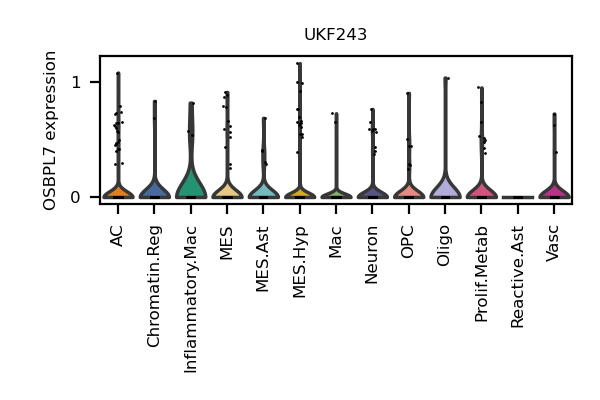 UKF243
OSBPL7 expression
1
0
AC
Chromatin.Reg
Inflammatory.Mac
MES
MES.Ast
MES.Hyp
Mac
Neuron
OPC
Oligo
Prolif.Metab
Reactive.Ast
Vasc